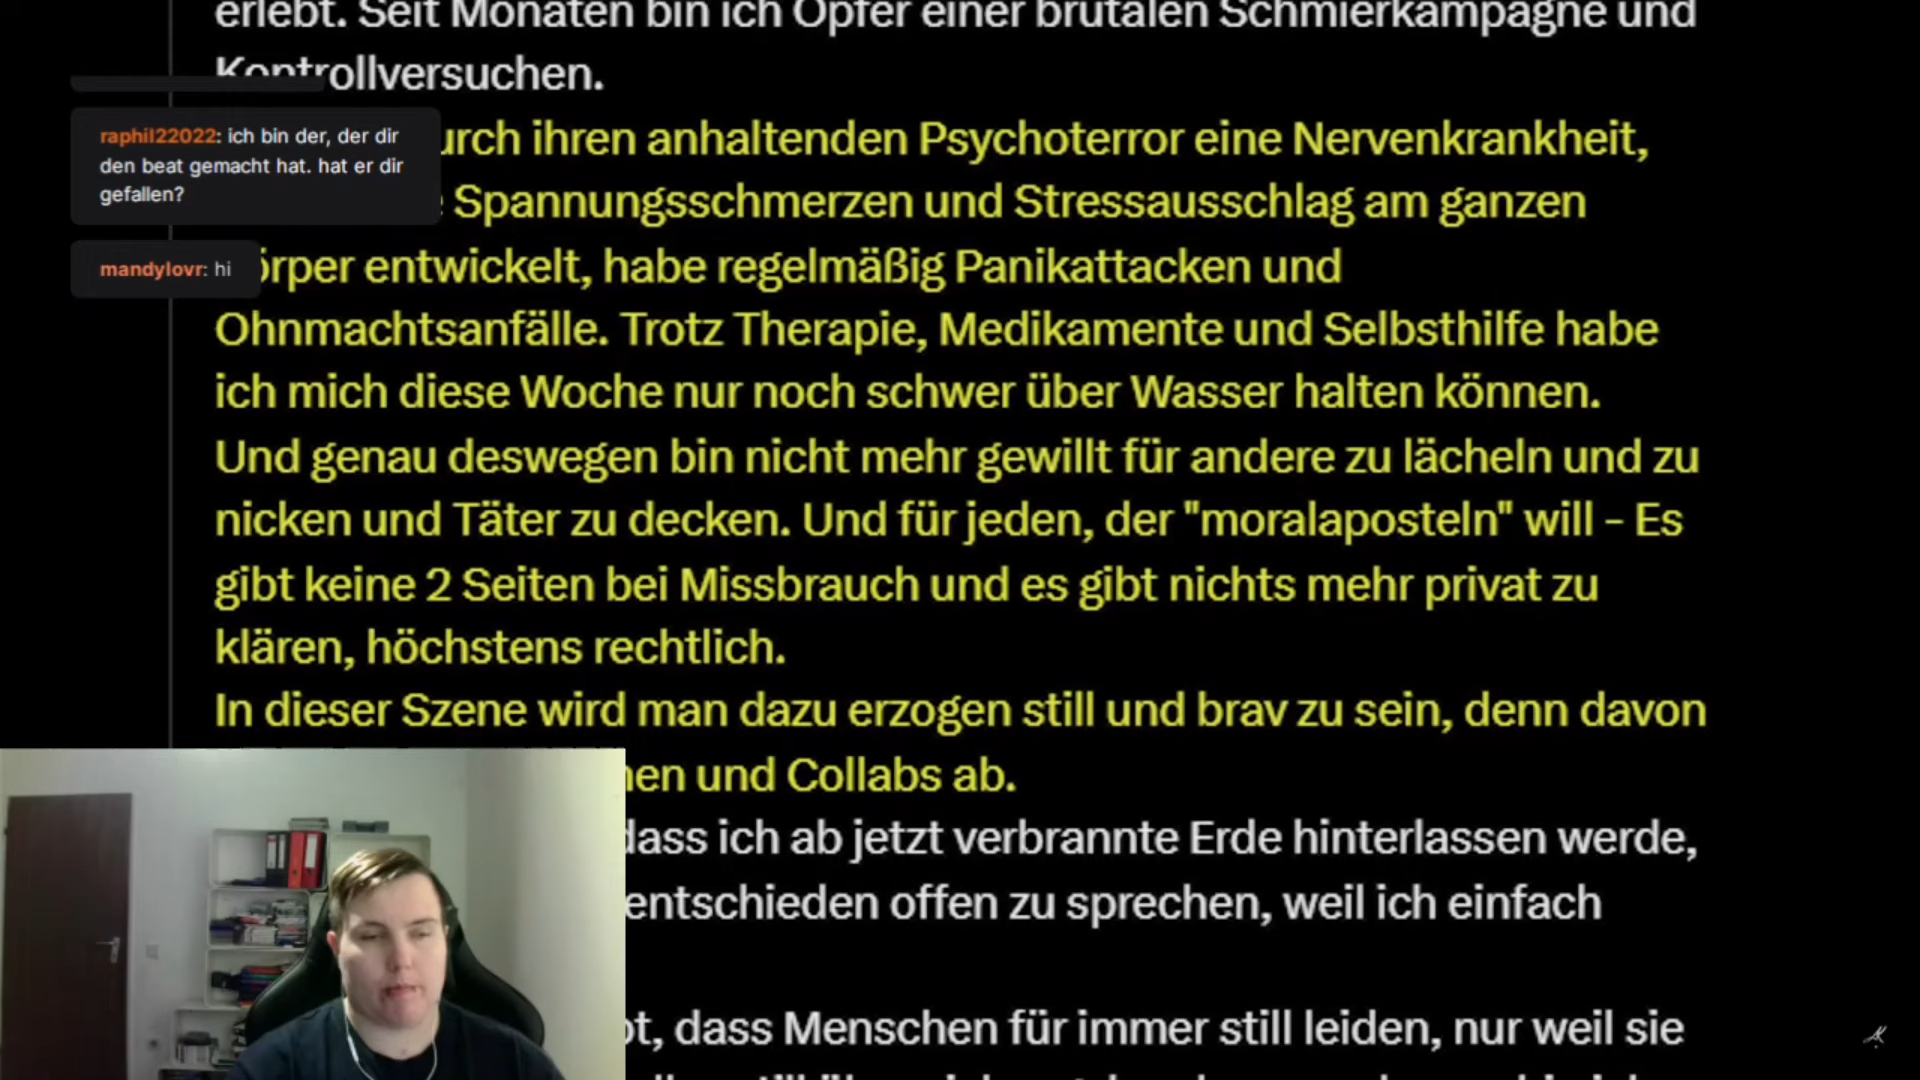 erlebt. Seit Monaten bin ich Opfer einer brutalen Schmierkampagne und
Kontrollversuchen.
raphil22022: ich bin der, der dir
den beat gemacht hat. hat er dir
gefallen?
mandylovr: hi
urch ihren anhaltenden Psychoterror eine Nervenkrankheit,
Spannungsschmerzen und Stressausschlag am ganzen
örper entwickelt, habe regelmäßig Panikattacken und
Ohnmachtsanfälle. Trotz Therapie, Medikamente und Selbsthilfe habe
ich mich diese Woche nur noch schwer über Wasser halten können.
Und genau deswegen bin nicht mehr gewillt für andere zu lächeln und zu
nicken und Täter zu decken. Und für jeden, der "moralaposteln" will – Es
gibt keine 2 Seiten bei Missbrauch und es gibt nichts mehr privat zu
klären, höchstens rechtlich.
In dieser Szene wird man dazu erzogen still und brav zu sein, denn davon
en und Collabs ab.
dass ich ab jetzt verbrannte Erde hinterlassen werde,
entschieden offen zu sprechen, weil ich einfach
t, dass Menschen für immer still leiden, nur weil sie